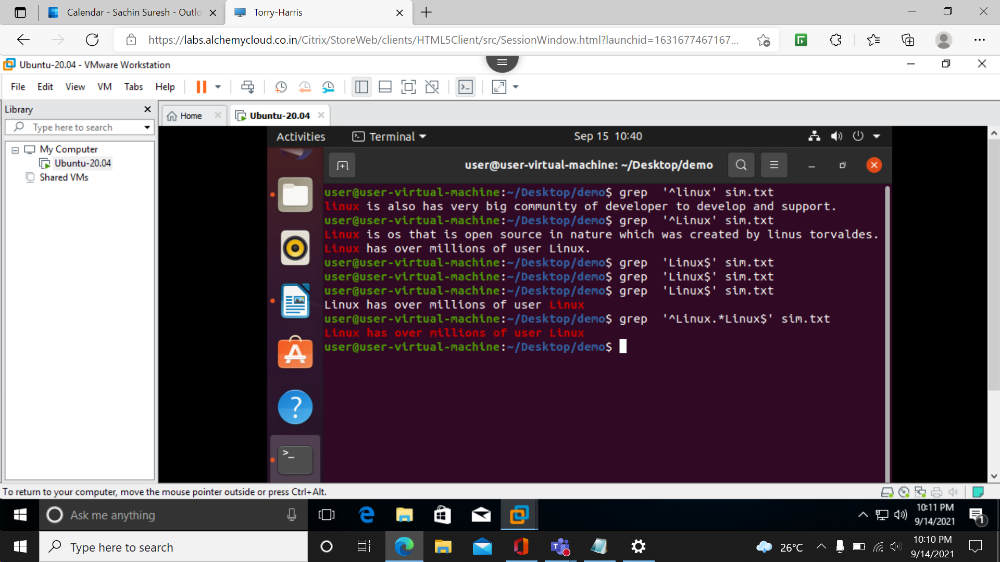 Calendar - Sachin Suresh - Outlo
Torry-Harris
https://labs.alchemycloud.co.in/Citrix/StoreWeb/clients/HTML5Client/src/SessionWindow.html?launchid=1631677467167...
Ubuntu-20.04 - VMware Workstation
File Edit View VM Tabs Help
Library
Type here to search
Home
Ubuntu-20.04
My Computer
Ubuntu-20.04
Shared VMs
Activities
Terminal
Sep 15 10:40
user@user-virtual-machine: ~/Desktop/demo
user@user-virtual-machine:~/Desktop/demo$ grep  '^linux' sim.txt
linux is also has very big community of developer to develop and support.
user@user-virtual-machine:~/Desktop/demo$ grep  '^Linux' sim.txt
Linux is os that is open source in nature which was created by linus torvaldes.
Linux has over millions of user Linux.
user@user-virtual-machine:~/Desktop/demo$ grep  'Linux$' sim.txt
user@user-virtual-machine:~/Desktop/demo$ grep  'Linux$' sim.txt
user@user-virtual-machine:~/Desktop/demo$ grep  'Linux$' sim.txt
Linux has over millions of user Linux
user@user-virtual-machine:~/Desktop/demo$ grep  '^Linux.*Linux$' sim.txt
Linux has over millions of user Linux
user@user-virtual-machine:~/Desktop/demo$
To return to your computer, move the mouse pointer outside or press Ctrl+Alt.
Ask me anything
10:11 PM
9/14/2021
1
Type here to search
26°C
10:10 PM
9/14/2021